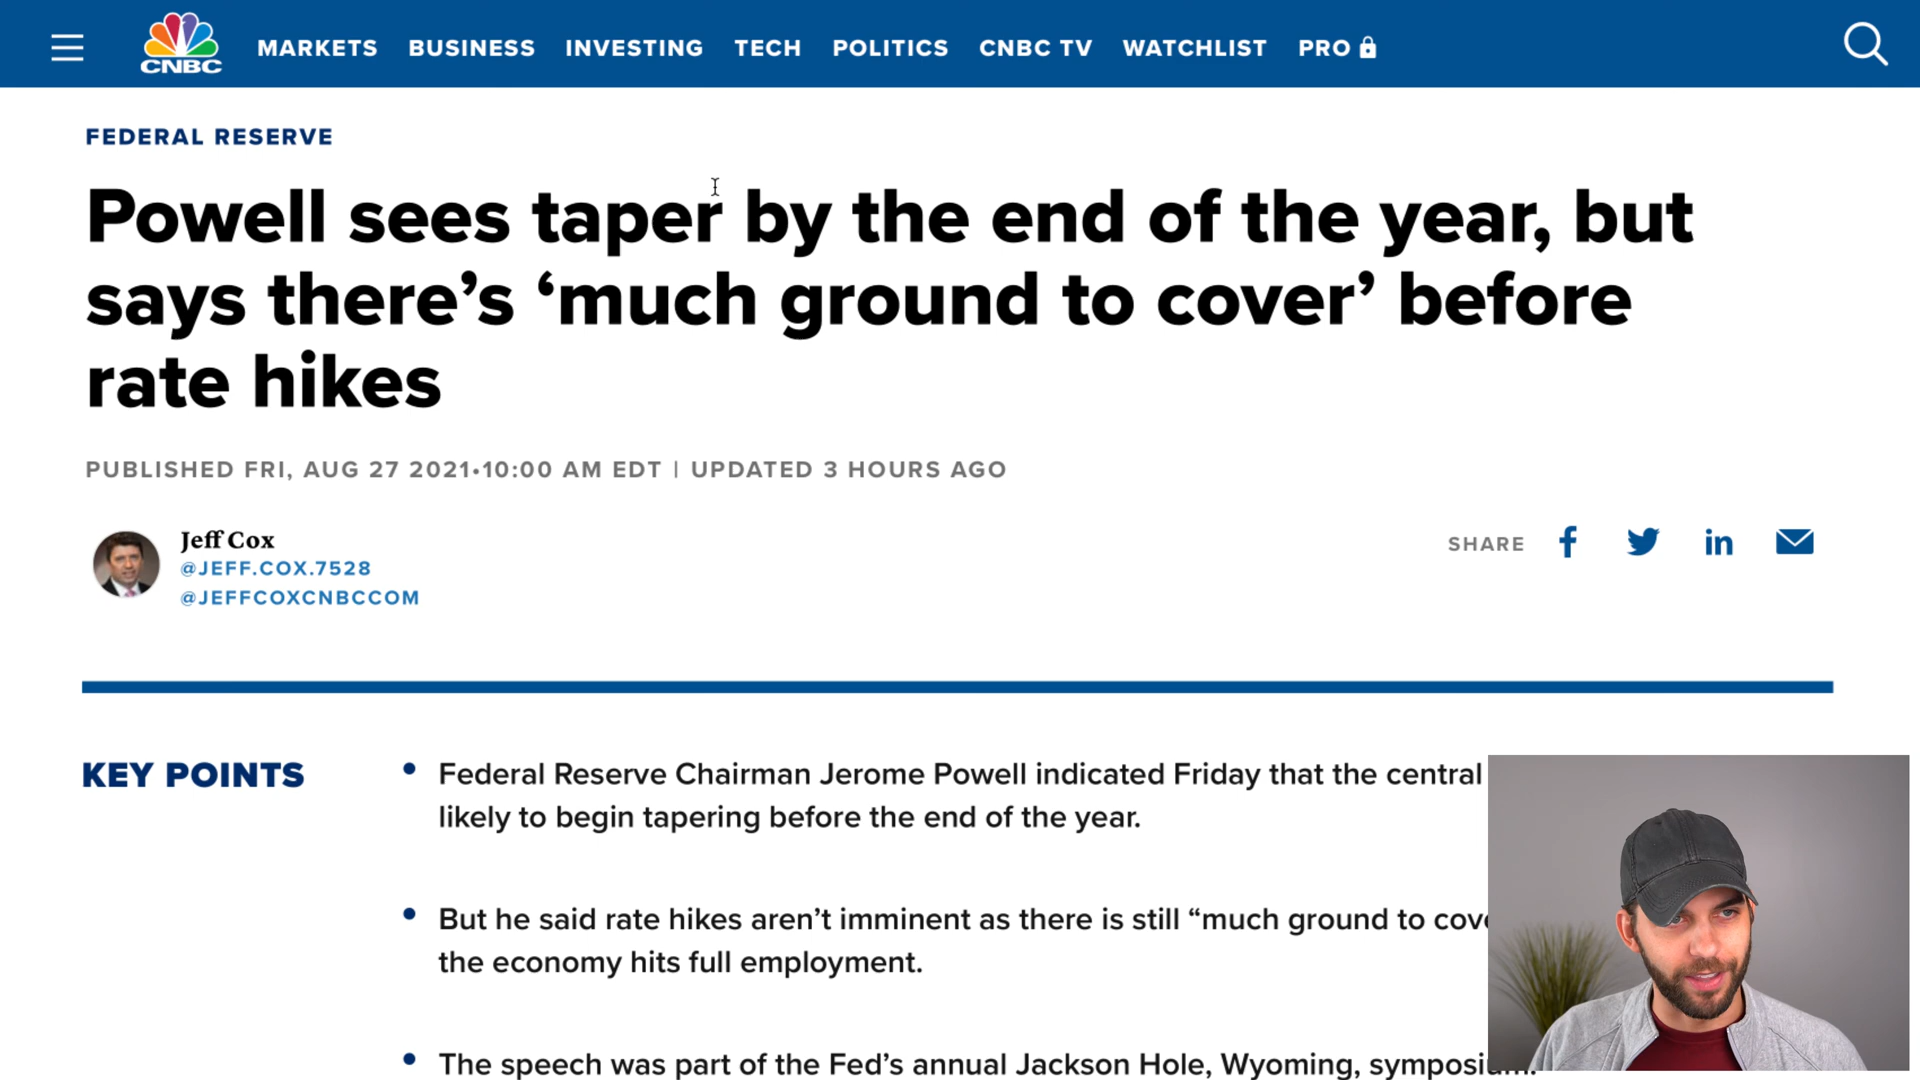 CNBC
MARKETS BUSINESS INVESTING TECH POLITICS CNBC TV WATCHLIST PRO
FEDERAL RESERVE
Powell sees taper by the end of the year, but
says there’s ‘much ground to cover’ before
rate hikes
PUBLISHED FRI, AUG 27 2021•10:00 AM EDT | UPDATED 3 HOURS AGO
Jeff Cox
@JEFF.COX.7528
@JEFFCOXCNBCCOM
SHARE
KEY POINTS
• Federal Reserve Chairman Jerome Powell indicated Friday that the central
likely to begin tapering before the end of the year.
• But he said rate hikes aren’t imminent as there is still “much ground to
the economy hits full employment.
• The speech was part of the Fed’s annual Jackson Hole, Wyoming, symposium.